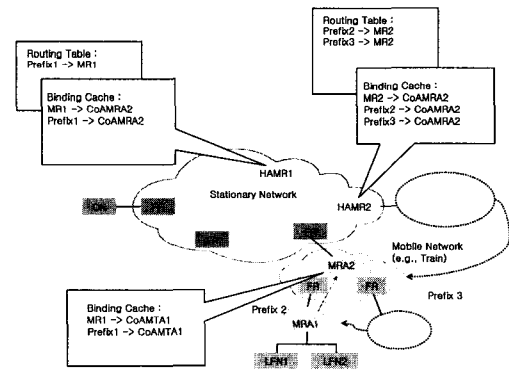 Routing Table :
Prefix1 -> MR1
Binding Cache :
MR1 -> CoAMRA2
Prefix1 -> CoAMRA2
Routing Table :
Prefix2 -> MR2
Prefix3 -> MR2
Binding Cache :
MR2 -> CoAMRA2
Prefix2 -> CoAMRA2
Prefix3 -> CoAMRA2
HAMR1
Stationary Network
HAMR2
CN
Mobile Network
(e.g., Train)
MRA2
FR
FR
Prefix 3
Prefix 2
Binding Cache :
MR1 -> CoAMTA1
Prefix1 -> CoAMTA1
MRA1
LFN1
LFN2